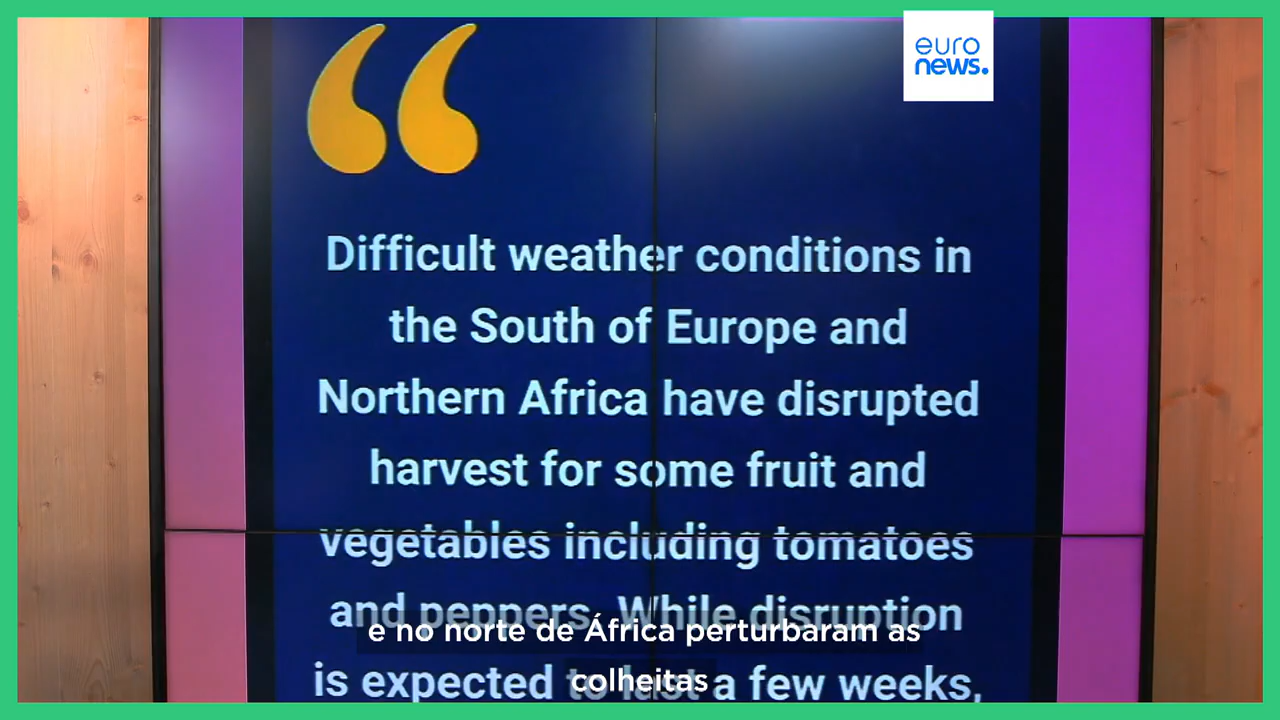 euro
news.
Difficult weather conditions in
the South of Europe and
Northern Africa have disrupted
harvest for some fruit and
vegetables including tomatoes
and peppers. While disruption
is expected to last a few weeks,
e no norte de África perturbaram as
colheitas